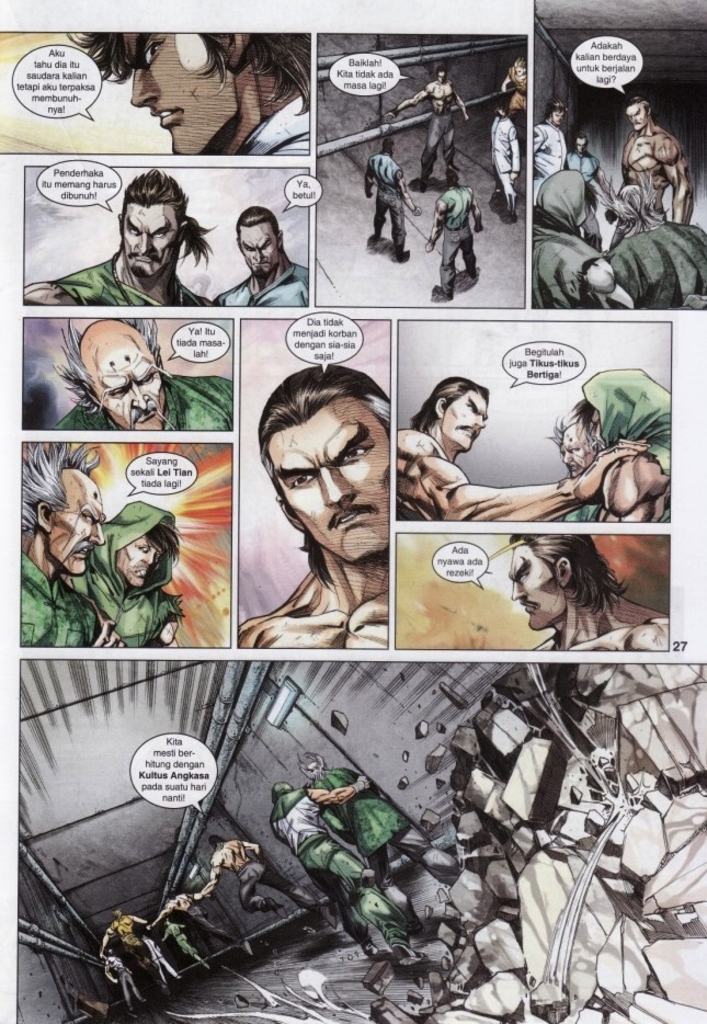 Aku
tahu dia itu
saudara kalian
tetapi aku terpaksa
membunuh-
nya!
Penderhaka
itu memang harus
dibunuh!
Ya,
betul!
Baiklah!
Kita tidak ada
masa lagi!
Adakah
kalian berdaya
untuk berjalan
lagi?
Ya! Itu
tiada masa-
lah!
Sayang
sekali Lei Tian
tiada lagi!
Dia tidak
menjadi korban
dengan sia-sia
saja!
Begitulah
juga Tikus-tikus
Bertiga!
Ada
nyawa ada
rezeki!
27
Kita
mesti ber-
hitung dengan
Kultus Angkasa
pada suatu hari
nanti!